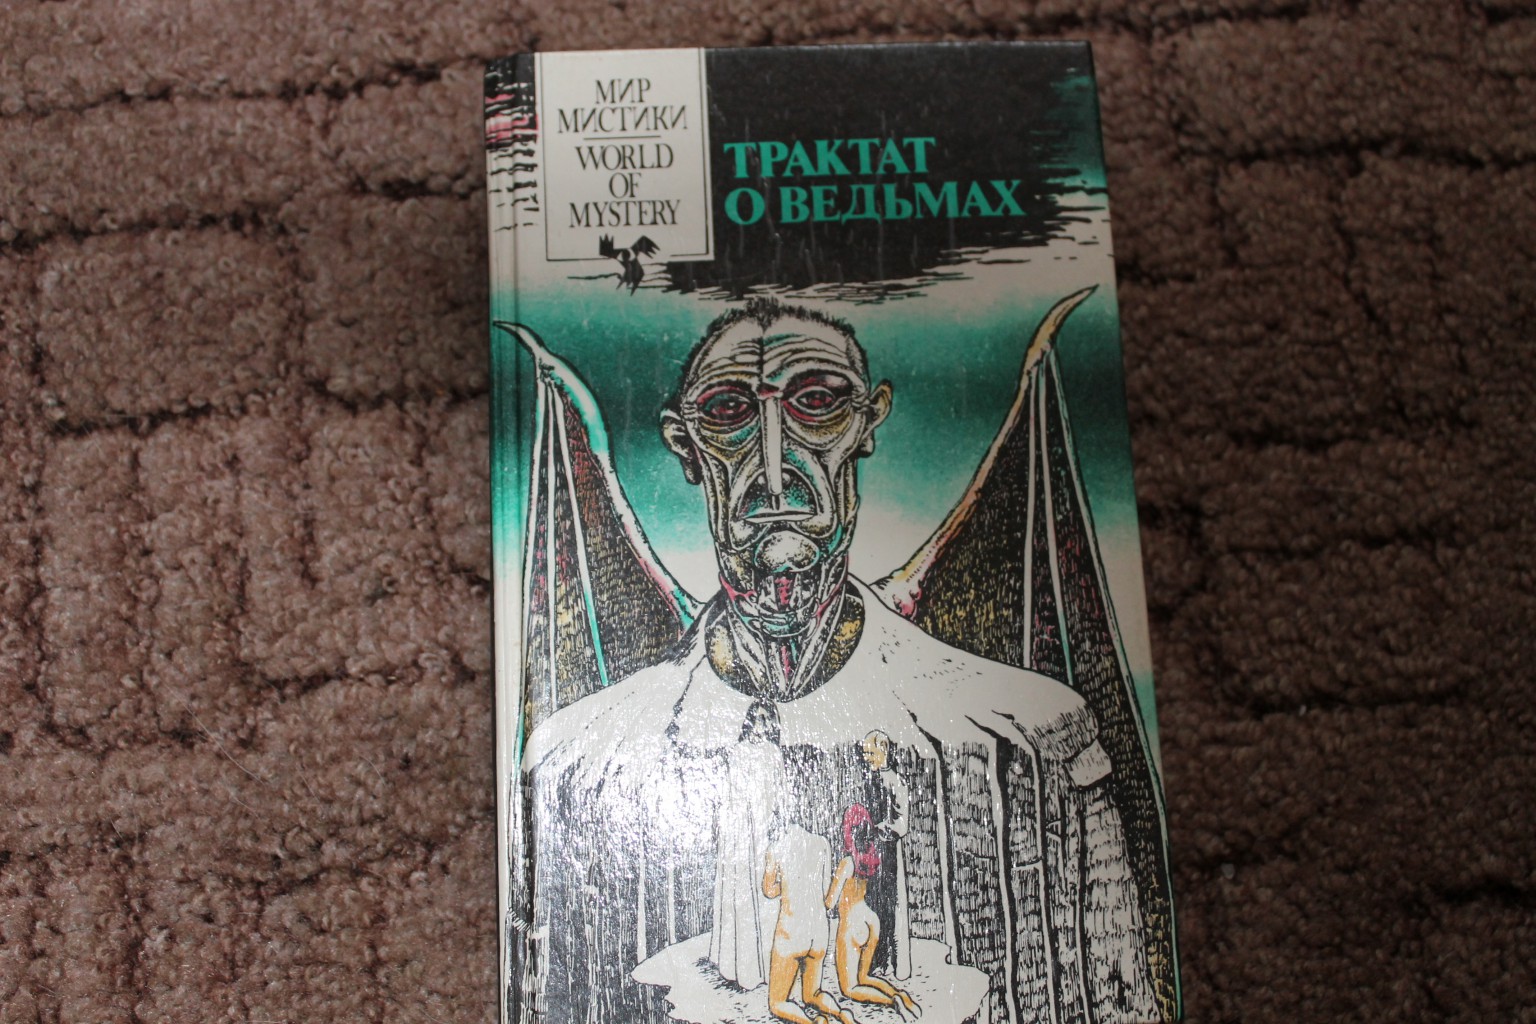 МИР
МИСТИКИ
WORLD
OF
MYSTERY
ТРАКТАТ
О ВЕДЬМАХ